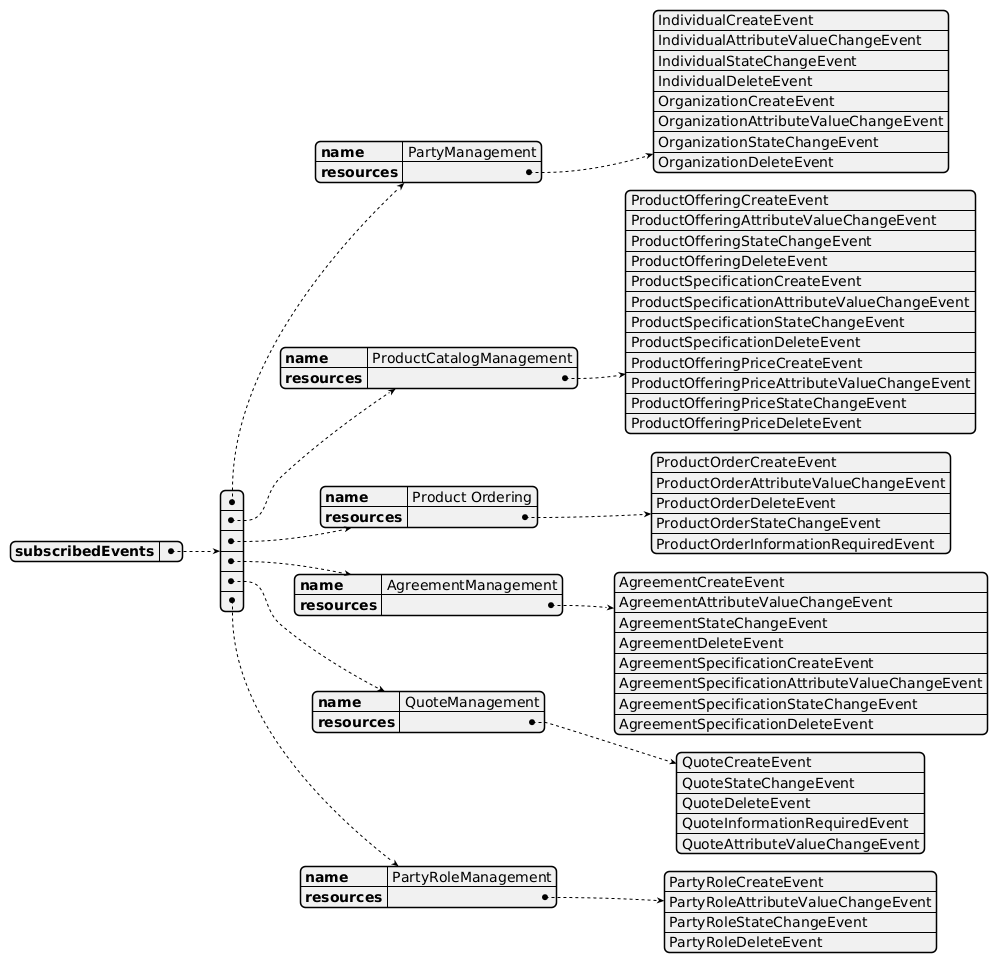 subscribedEvents
name PartyManagement
resources
IndividualCreateEvent
IndividualAttributeValueChangeEvent
IndividualStateChangeEvent
IndividualDeleteEvent
OrganizationCreateEvent
OrganizationAttributeValueChangeEvent
OrganizationStateChangeEvent
OrganizationDeleteEvent
name ProductCatalogManagement
resources
ProductOfferingCreateEvent
ProductOfferingAttributeValueChangeEvent
ProductOfferingStateChangeEvent
ProductOfferingDeleteEvent
ProductSpecificationCreateEvent
ProductSpecificationAttributeValueChangeEvent
ProductSpecificationStateChangeEvent
ProductSpecificationDeleteEvent
ProductOfferingPriceCreateEvent
ProductOfferingPriceAttributeValueChangeEvent
ProductOfferingPriceStateChangeEvent
ProductOfferingPriceDeleteEvent
name Product Ordering
resources
ProductOrderCreateEvent
ProductOrderAttributeValueChangeEvent
ProductOrderDeleteEvent
ProductOrderStateChangeEvent
ProductOrderInformationRequiredEvent
name AgreementManagement
resources
AgreementCreateEvent
AgreementAttributeValueChangeEvent
AgreementStateChangeEvent
AgreementDeleteEvent
AgreementSpecificationCreateEvent
AgreementSpecificationAttributeValueChangeEvent
AgreementSpecificationStateChangeEvent
AgreementSpecificationDeleteEvent
name QuoteManagement
resources
QuoteCreateEvent
QuoteStateChangeEvent
QuoteDeleteEvent
QuoteInformationRequiredEvent
QuoteAttributeValueChangeEvent
name PartyRoleManagement
resources
PartyRoleCreateEvent
PartyRoleAttributeValueChangeEvent
PartyRoleStateChangeEvent
PartyRoleDeleteEvent